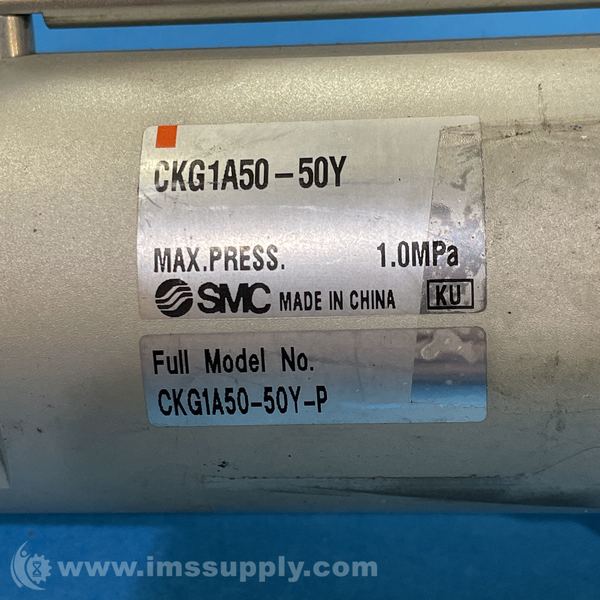 CKG1A50-50Y
MAX.PRESS. 1.0MPa
SMC MADE IN CHINA KU
Full Model No.
CKG1A50-50Y-P
www.imssupply.com